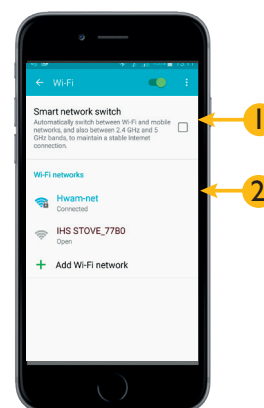 ← Wi-Fi
Smart network switch
Automatically switch between Wi-Fi and mobile
networks, and also between 2.4 GHz and 5
GHz bands, to maintain a stable Internet
connection.
1
Wi-Fi networks
2
Hwam-net
Connected
IHS STOVE_77B0
Open
+ Add Wi-Fi network